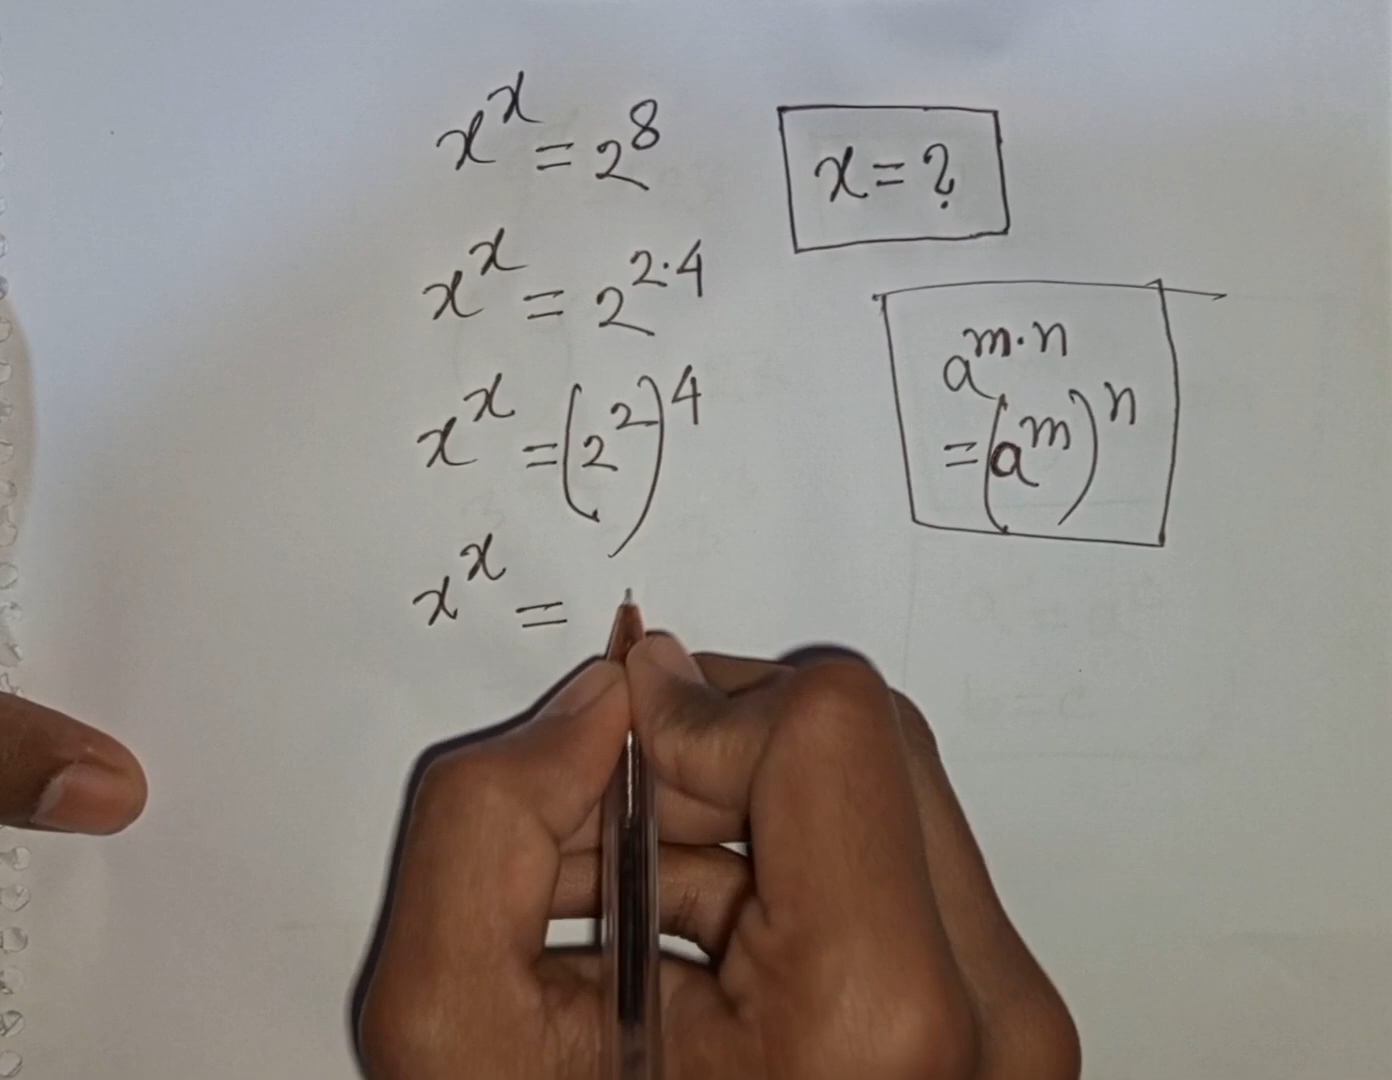 x^x = 2^8
x = ?
x^x = 2^{2·4}
x^x = (2^2)^4
x^x =
a^{m·n}
= (a^m)^n